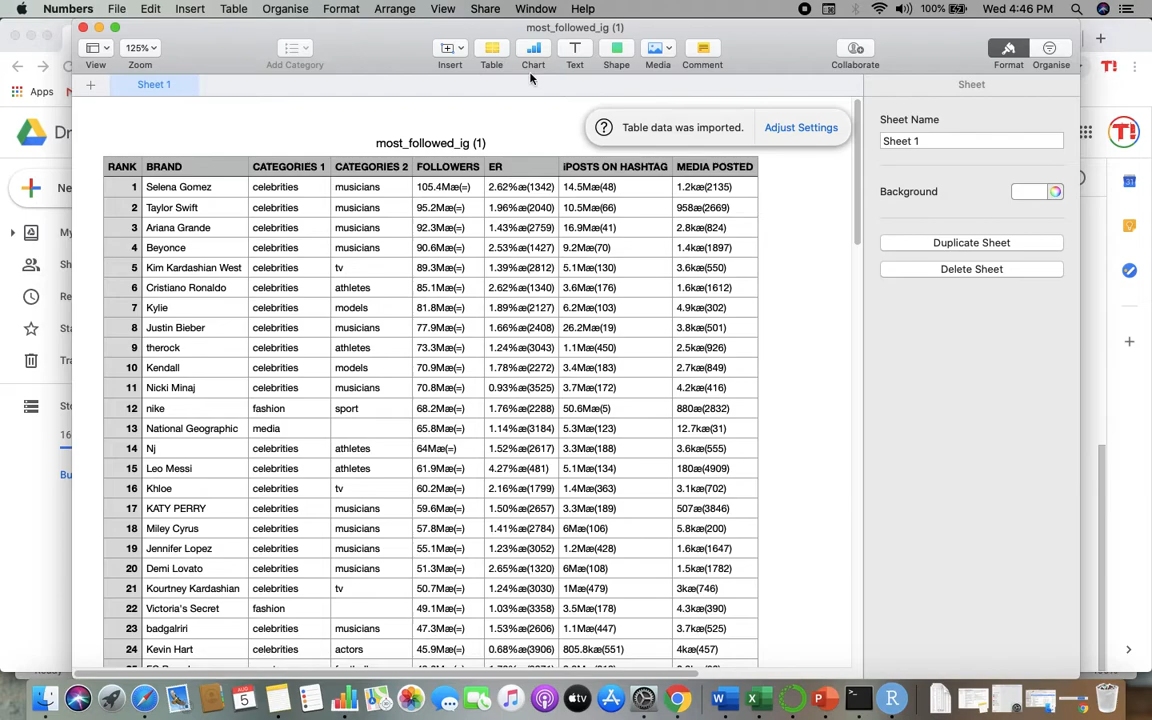 Numbers File Edit Insert Table Organise Format Arrange View Share Window Help 100% Wed 4:46 PM
most_followed_ig (1)
125%
View Zoom Add Category Insert Table Chart Text Shape Media Comment Collaborate Format Organise
Sheet 1
Sheet
Apps
Table data was imported. Adjust Settings
Sheet Name
Sheet 1
Background
Duplicate Sheet
Delete Sheet
most_followed_ig (1)
RANK BRAND CATEGORIES 1 CATEGORIES 2 FOLLOWERS ER iPOSTS ON HASHTAG MEDIA POSTED
1 Selena Gomez celebrities musicians 105.4Mæ(=) 2.62%æ(1342) 14.5Mæ(48) 1.2kæ(2135)
2 Taylor Swift celebrities musicians 95.2Mæ(=) 1.96%æ(2040) 10.5Mæ(66) 958æ(2669)
3 Ariana Grande celebrities musicians 92.3Mæ(=) 1.43%æ(2759) 16.9Mæ(41) 2.8kæ(824)
4 Beyonce celebrities musicians 90.6Mæ(=) 2.53%æ(1427) 9.2Mæ(70) 1.4kæ(1897)
5 Kim Kardashian West celebrities tv 89.3Mæ(=) 1.39%æ(2812) 5.1Mæ(130) 3.6kæ(550)
6 Cristiano Ronaldo celebrities athletes 85.1Mæ(=) 2.62%æ(1340) 3.6Mæ(176) 1.6kæ(1612)
7 Kylie celebrities models 81.8Mæ(=) 1.89%æ(2127) 6.2Mæ(103) 4.9kæ(302)
8 Justin Bieber celebrities musicians 77.9Mæ(=) 1.66%æ(2408) 26.2Mæ(19) 3.8kæ(501)
9 therock celebrities athletes 73.3Mæ(=) 1.24%æ(3043) 1.1Mæ(450) 2.5kæ(926)
10 Kendall celebrities models 70.9Mæ(=) 1.78%æ(2272) 3.4Mæ(183) 2.7kæ(849)
11 Nicki Minaj celebrities musicians 70.8Mæ(=) 0.93%æ(3525) 3.7Mæ(172) 4.2kæ(416)
12 nike fashion sport 68.2Mæ(=) 1.76%æ(2288) 50.6Mæ(5) 880æ(2832)
13 National Geographic media 65.8Mæ(=) 1.14%æ(3184) 5.3Mæ(123) 12.7kæ(31)
14 Nj celebrities athletes 64Mæ(=) 1.52%æ(2617) 3.3Mæ(188) 3.6kæ(555)
15 Leo Messi celebrities athletes 61.9Mæ(=) 4.27%æ(481) 5.1Mæ(134) 180æ(4909)
16 Khloe celebrities tv 60.2Mæ(=) 2.16%æ(1799) 1.4Mæ(363) 3.1kæ(702)
17 KATY PERRY celebrities musicians 59.6Mæ(=) 1.50%æ(2657) 3.3Mæ(189) 507æ(3846)
18 Miley Cyrus celebrities musicians 57.8Mæ(=) 1.41%æ(2784) 6Mæ(106) 5.8kæ(200)
19 Jennifer Lopez celebrities musicians 55.1Mæ(=) 1.23%æ(3052) 1.2Mæ(428) 1.6kæ(1647)
20 Demi Lovato celebrities musicians 51.3Mæ(=) 2.65%æ(1320) 6Mæ(108) 1.5kæ(1782)
21 Kourtney Kardashian celebrities tv 50.7Mæ(=) 1.24%æ(3030) 1Mæ(479) 3kæ(746)
22 Victoria's Secret fashion 49.1Mæ(=) 1.03%æ(3358) 3.5Mæ(178) 4.3kæ(390)
23 badgalriri celebrities musicians 47.3Mæ(=) 1.53%æ(2606) 1.1Mæ(447) 3.7kæ(525)
24 Kevin Hart celebrities actors 45.9Mæ(=) 0.68%æ(3906) 805.8kæ(551) 4kæ(457)
T!